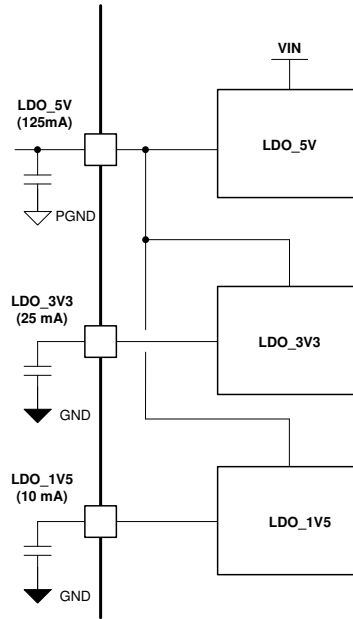 VIN
LDO_5V
(125mA)
LDO_5V
PGND
LDO_3V3
(25 mA)
LDO_3V3
GND
LDO_1V5
(10 mA)
LDO_1V5
GND